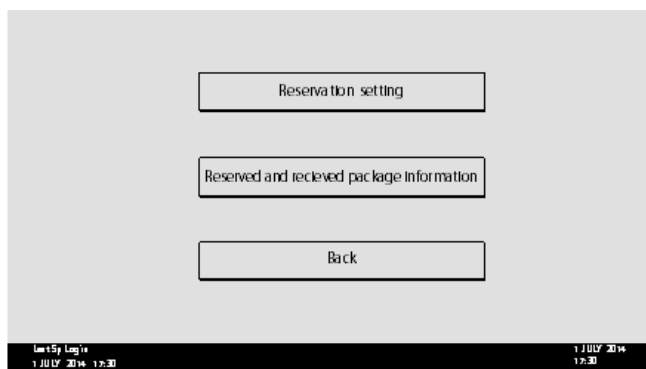 Reservation setting
Reserved and recieved package information
Back
Last Sp Login
1 JULY 2014 17:30
1 JULY 2014
17:30